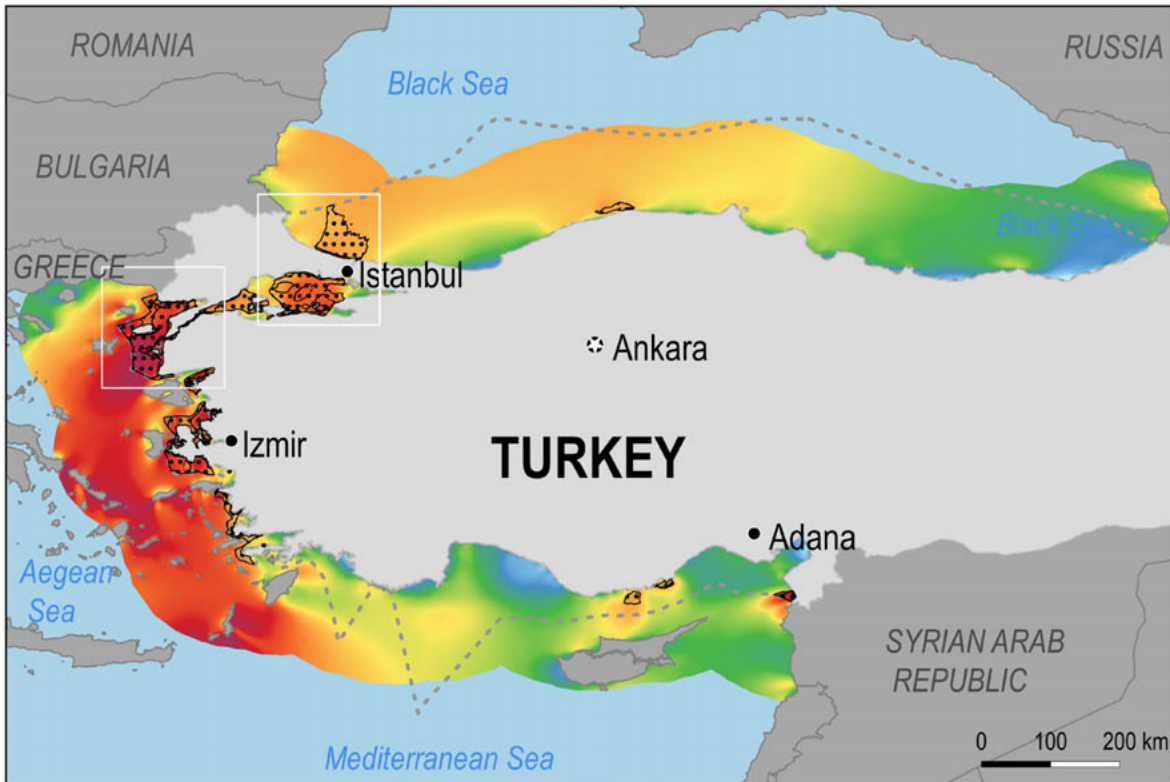 ROMANIA
RUSSIA
Black Sea
BULGARIA
Black Sea
GREECE
Istanbul
Ankara
Izmir
TURKEY
Adana
Aegean
Sea
SYRIAN ARAB
REPUBLIC
Mediterranean Sea
0 100 200 km